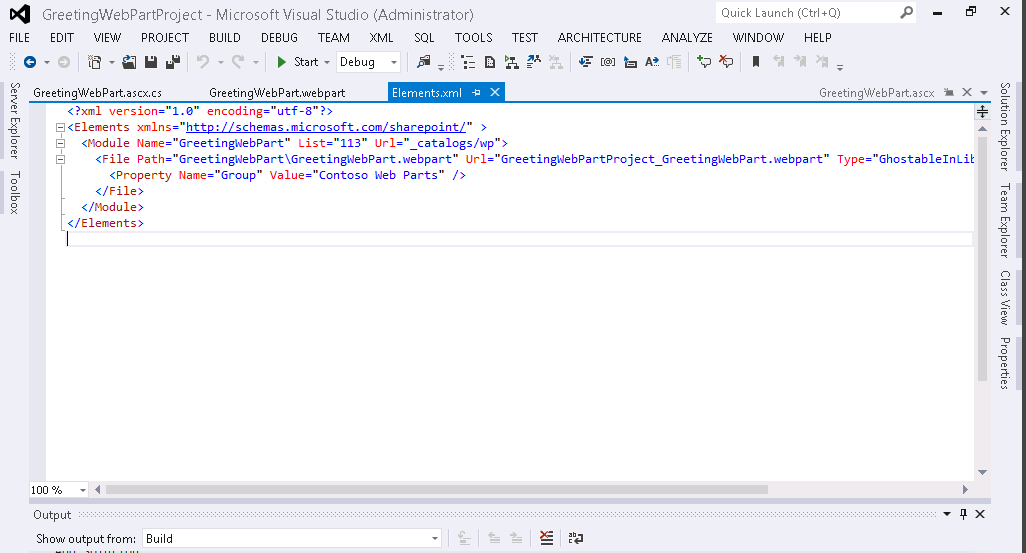 GreetingWebPartProject - Microsoft Visual Studio (Administrator)
Quick Launch (Ctrl+Q)
FILE EDIT VIEW PROJECT BUILD DEBUG TEAM XML SQL TOOLS TEST ARCHITECTURE ANALYZE WINDOW HELP
Start Debug
Server Explorer
Toolbox
GreetingWebPart.ascx.cs GreetingWebPart.webpart Elements.xml GreetingWebPart.ascx
<?xml version="1.0" encoding="utf-8"?>
<Elements xmlns="http://schemas.microsoft.com/sharepoint/" >
<Module Name="GreetingWebPart" List="113" Url="_catalogs/wp">
<File Path="GreetingWebPart\GreetingWebPart.webpart" Url="GreetingWebPartProject_GreetingWebPart.webpart" Type="GhostableInLib
<Property Name="Group" Value="Contoso Web Parts" />
</File>
</Module>
</Elements>
Solution Explorer
Team Explorer
Class View
Properties
100 %
Output
Show output from: Build